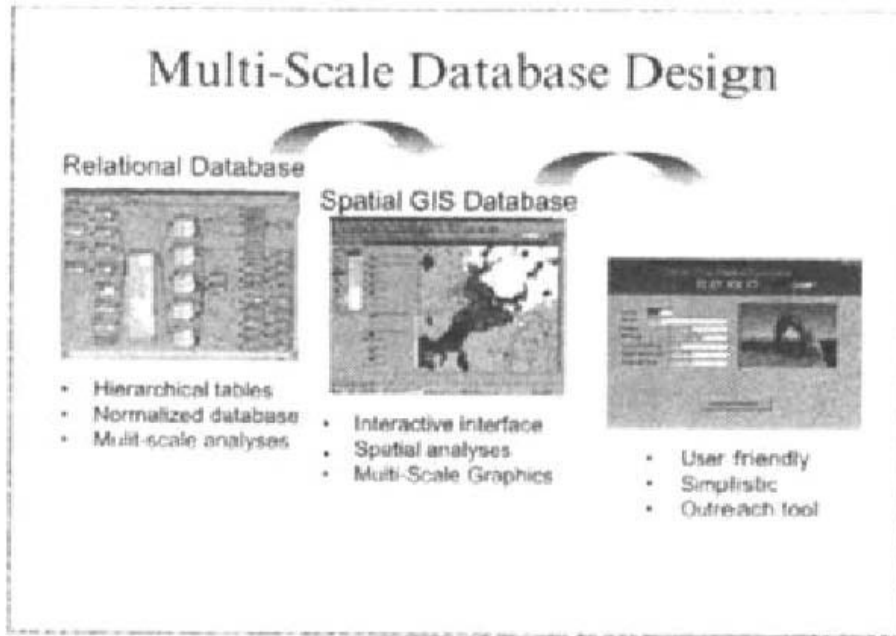 Multi-Scale Database Design
Relational Database
Spatial GIS Database
• Hierarchical tables
• Normalized database
• Mulit-scale analyses
• Interactive interface
• Spatial analyses
• Multi-Scale Graphics
• User friendly
• Simplistic
• Outreach tool